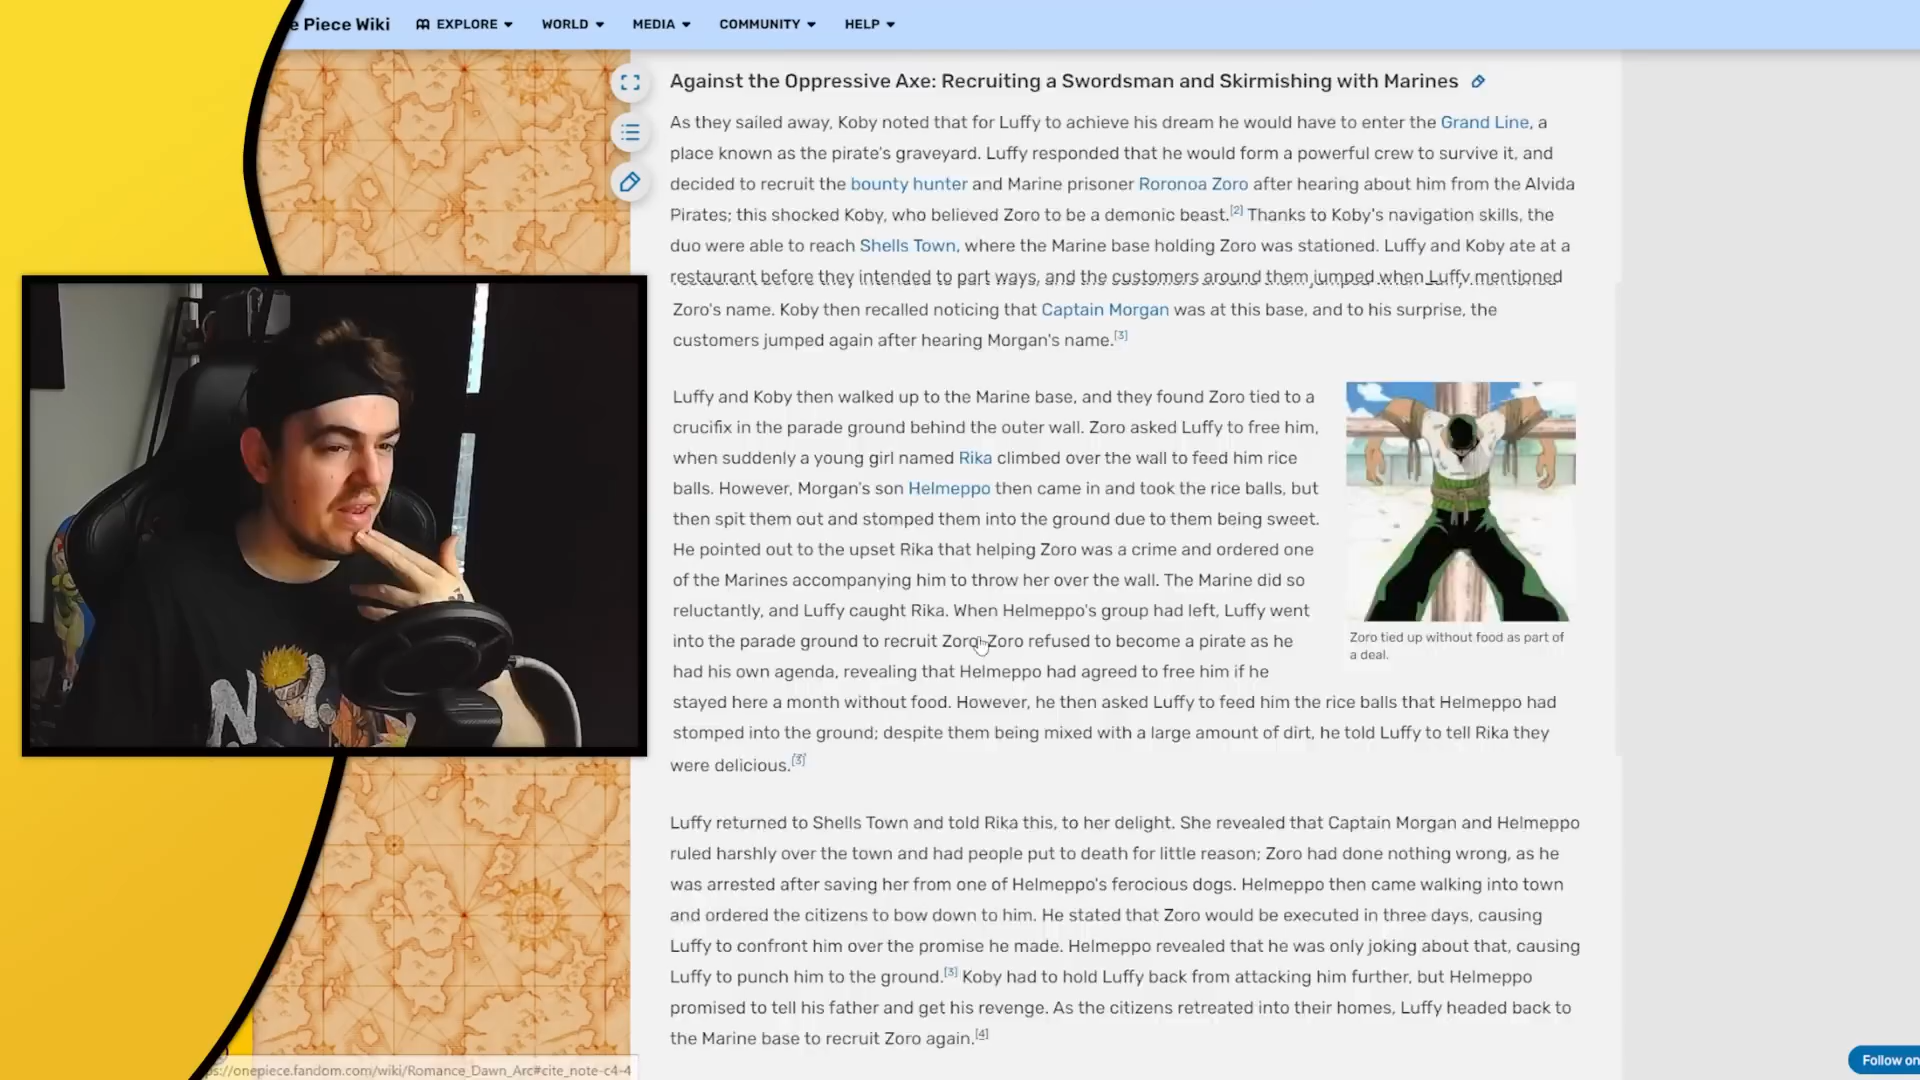 e Piece Wiki EXPLORE WORLD MEDIA COMMUNITY HELP
Against the Oppressive Axe: Recruiting a Swordsman and Skirmishing with Marines
As they sailed away, Koby noted that for Luffy to achieve his dream he would have to enter the Grand Line, a
place known as the pirate's graveyard. Luffy responded that he would form a powerful crew to survive it, and
decided to recruit the bounty hunter and Marine prisoner Roronoa Zoro after hearing about him from the Alvida
Pirates; this shocked Koby, who believed Zoro to be a demonic beast.[2] Thanks to Koby's navigation skills, the
duo were able to reach Shells Town, where the Marine base holding Zoro was stationed. Luffy and Koby ate at a
restaurant before they intended to part ways, and the customers around them jumped when Luffy mentioned
Zoro's name. Koby then recalled noticing that Captain Morgan was at this base, and to his surprise, the
customers jumped again after hearing Morgan's name.[3]
Luffy and Koby then walked up to the Marine base, and they found Zoro tied to a
crucifix in the parade ground behind the outer wall. Zoro asked Luffy to free him,
when suddenly a young girl named Rika climbed over the wall to feed him rice
balls. However, Morgan's son Helmeppo then came in and took the rice balls, but
then spit them out and stomped them into the ground due to them being sweet.
He pointed out to the upset Rika that helping Zoro was a crime and ordered one
of the Marines accompanying him to throw her over the wall. The Marine did so
reluctantly, and Luffy caught Rika. When Helmeppo's group had left, Luffy went
into the parade ground to recruit Zoro. Zoro refused to become a pirate as he
had his own agenda, revealing that Helmeppo had agreed to free him if he
stayed here a month without food. However, he then asked Luffy to feed him the rice balls that Helmeppo had
stomped into the ground; despite them being mixed with a large amount of dirt, he told Luffy to tell Rika they
were delicious.[3]
Zoro tied up without food as part of
a deal.
Luffy returned to Shells Town and told Rika this, to her delight. She revealed that Captain Morgan and Helmeppo
ruled harshly over the town and had people put to death for little reason; Zoro had done nothing wrong, as he
was arrested after saving her from one of Helmeppo's ferocious dogs. Helmeppo then came walking into town
and ordered the citizens to bow down to him. He stated that Zoro would be executed in three days, causing
Luffy to confront him over the promise he made. Helmeppo revealed that he was only joking about that, causing
Luffy to punch him to the ground.[3] Koby had to hold Luffy back from attacking him further, but Helmeppo
promised to tell his father and get his revenge. As the citizens retreated into their homes, Luffy headed back to
the Marine base to recruit Zoro again.[4]
ps://onepiece.fandom.com/wiki/Romance_Dawn_Arc#cite_note-c4-4
Follow on